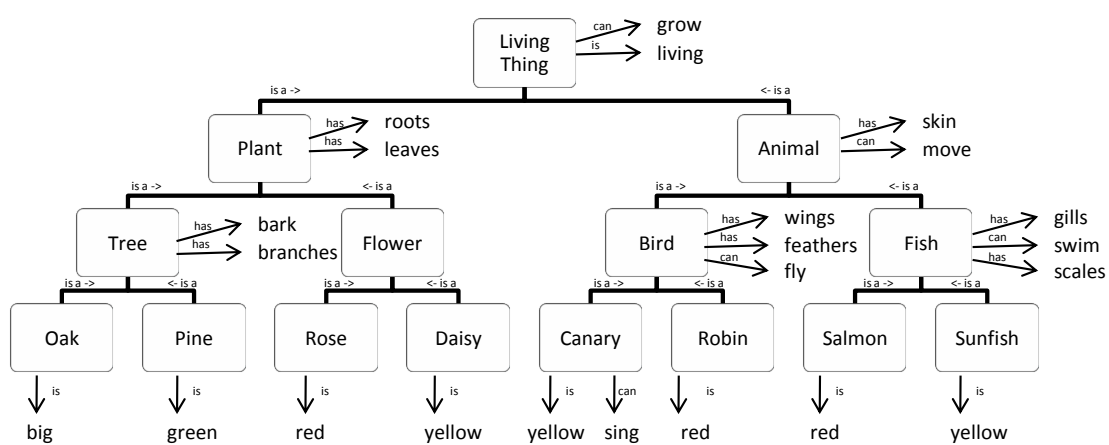 can
grow
Living
Thing
is
living
is a ->
<- is a
has
roots
Plant
has
leaves
has
skin
Animal
can
move
is a ->
<- is a
is a ->
<- is a
has
bark
Tree
has
branches
Flower
has
wings
Bird
has
feathers
can
fly
has
gills
Fish
can
swim
has
scales
is a ->
<- is a
is a ->
<- is a
is a ->
<- is a
is a ->
<- is a
Oak
Pine
Rose
Daisy
Canary
Robin
Salmon
Sunfish
is
is
is
is
is
can
is
is
is
big
green
red
yellow
yellow
sing
red
red
yellow